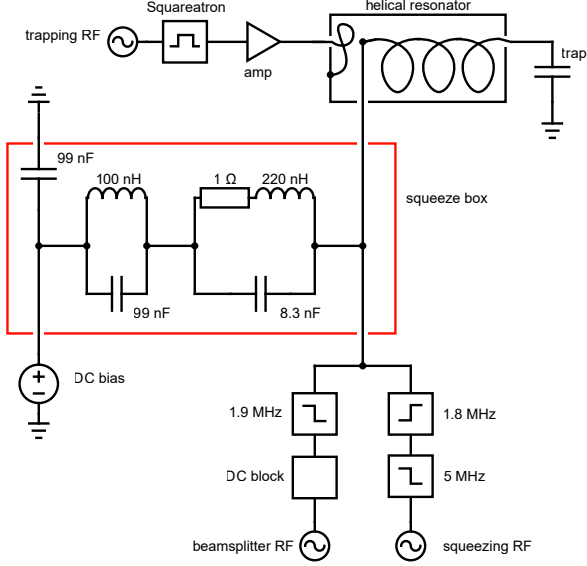 Squareatron
helical resonator
trapping RF
amp
trap
99 nF
100 nH
1 Ω
220 nH
squeeze box
99 nF
8.3 nF
DC bias
1.9 MHz
1.8 MHz
DC block
5 MHz
beamsplitter RF
squeezing RF